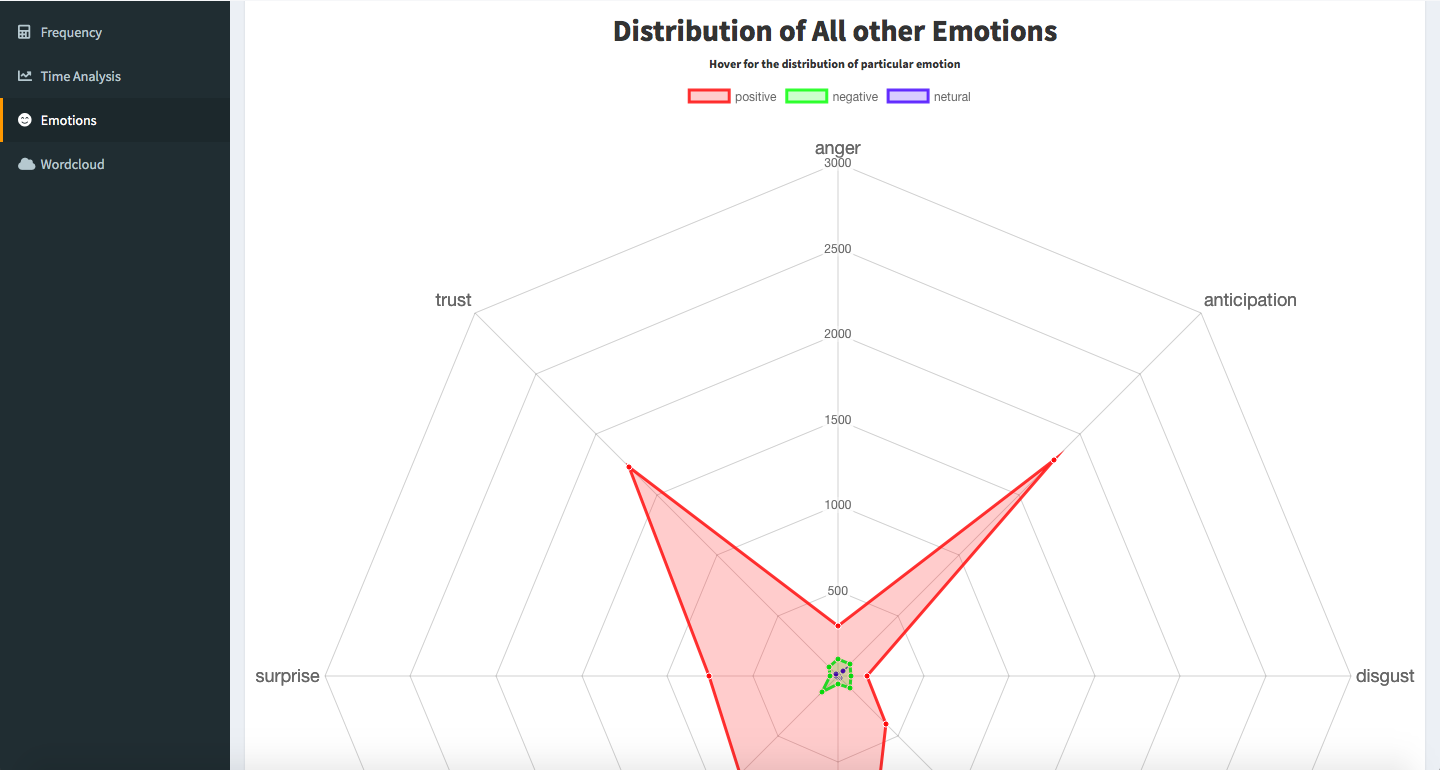 Frequency
Time Analysis
Emotions
Wordcloud
Distribution of All other Emotions
Hover for the distribution of particular emotion
positive negative netural
anger
3000
2500
trust
anticipation
2000
1500
1000
500
surprise
disgust